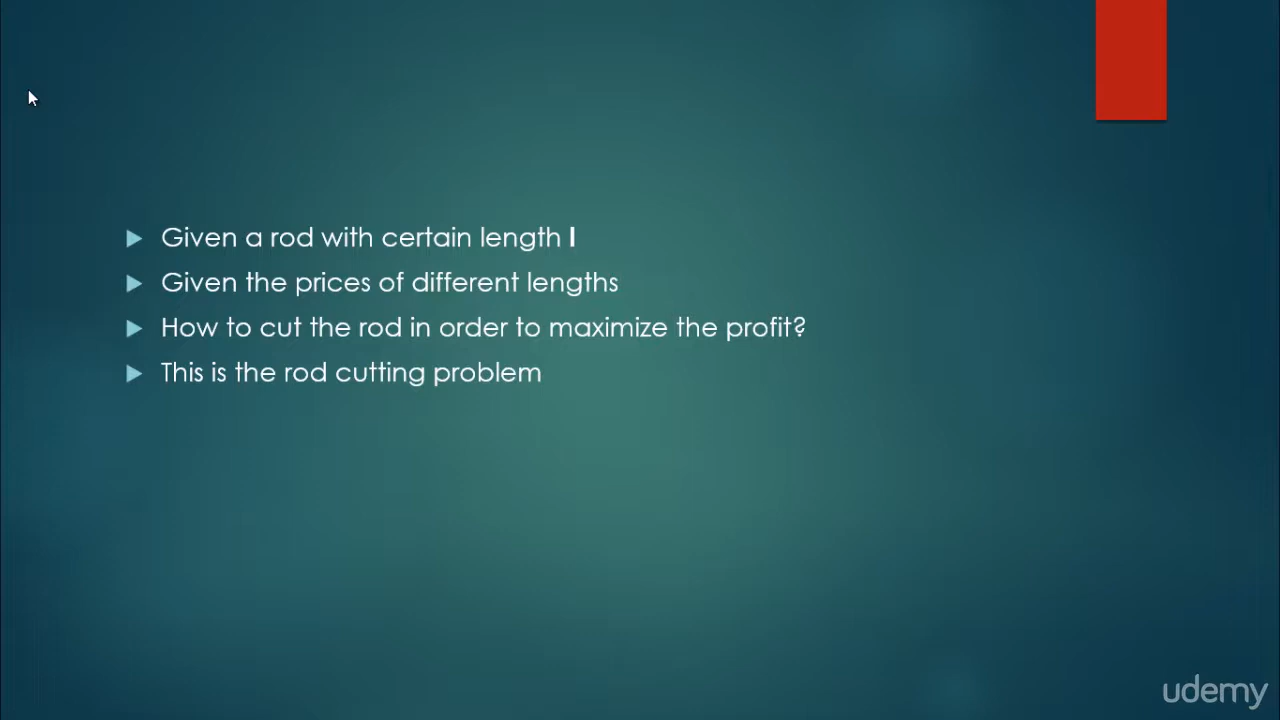 Given a rod with certain length l
Given the prices of different lengths
How to cut the rod in order to maximize the profit?
This is the rod cutting problem
udemy